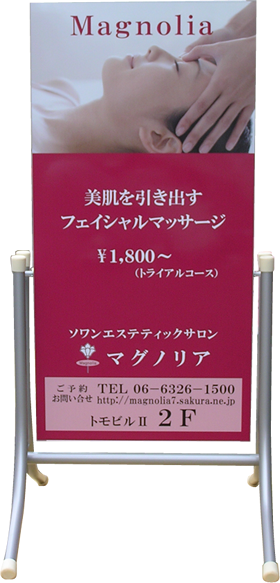 Magnolia
美肌を引き出す
フェイシャルマッサージ
¥1,800〜
(トライアルコース)
ソワンエステティックサロン
マグノリア
ご予約 お問い合せ TEL 06-6326-1500
http://magnolia7.sakura.ne.jp
トモビルⅡ 2F